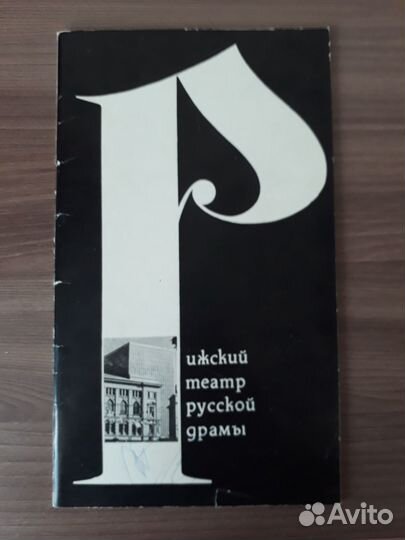 Рижский
театр
русской
драмы
Avito